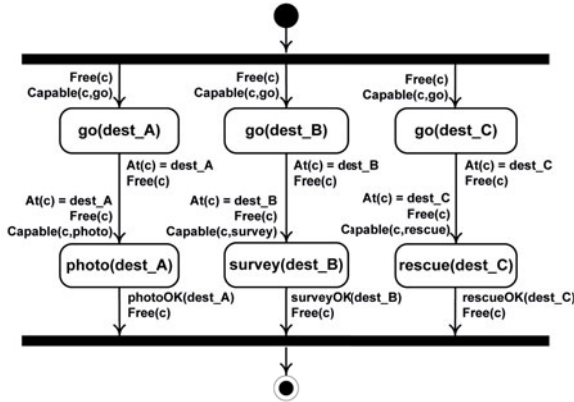 Free(c)
Capable(c,go)
Free(c)
Capable(c,go)
Free(c)
Capable(c,go)
go(dest_A)
go(dest_B)
go(dest_C)
At(c) = dest_A
Free(c)
At(c) = dest_B
Free(c)
At(c) = dest_C
Free(c)
At(c) = dest_A
Free(c)
Capable(c,photo)
At(c) = dest_B
Free(c)
Capable(c,survey)
At(c) = dest_C
Free(c)
Capable(c,rescue)
photo(dest_A)
survey(dest_B)
rescue(dest_C)
photoOK(dest_A)
Free(c)
surveyOK(dest_B)
Free(c)
rescueOK(dest_C)
Free(c)